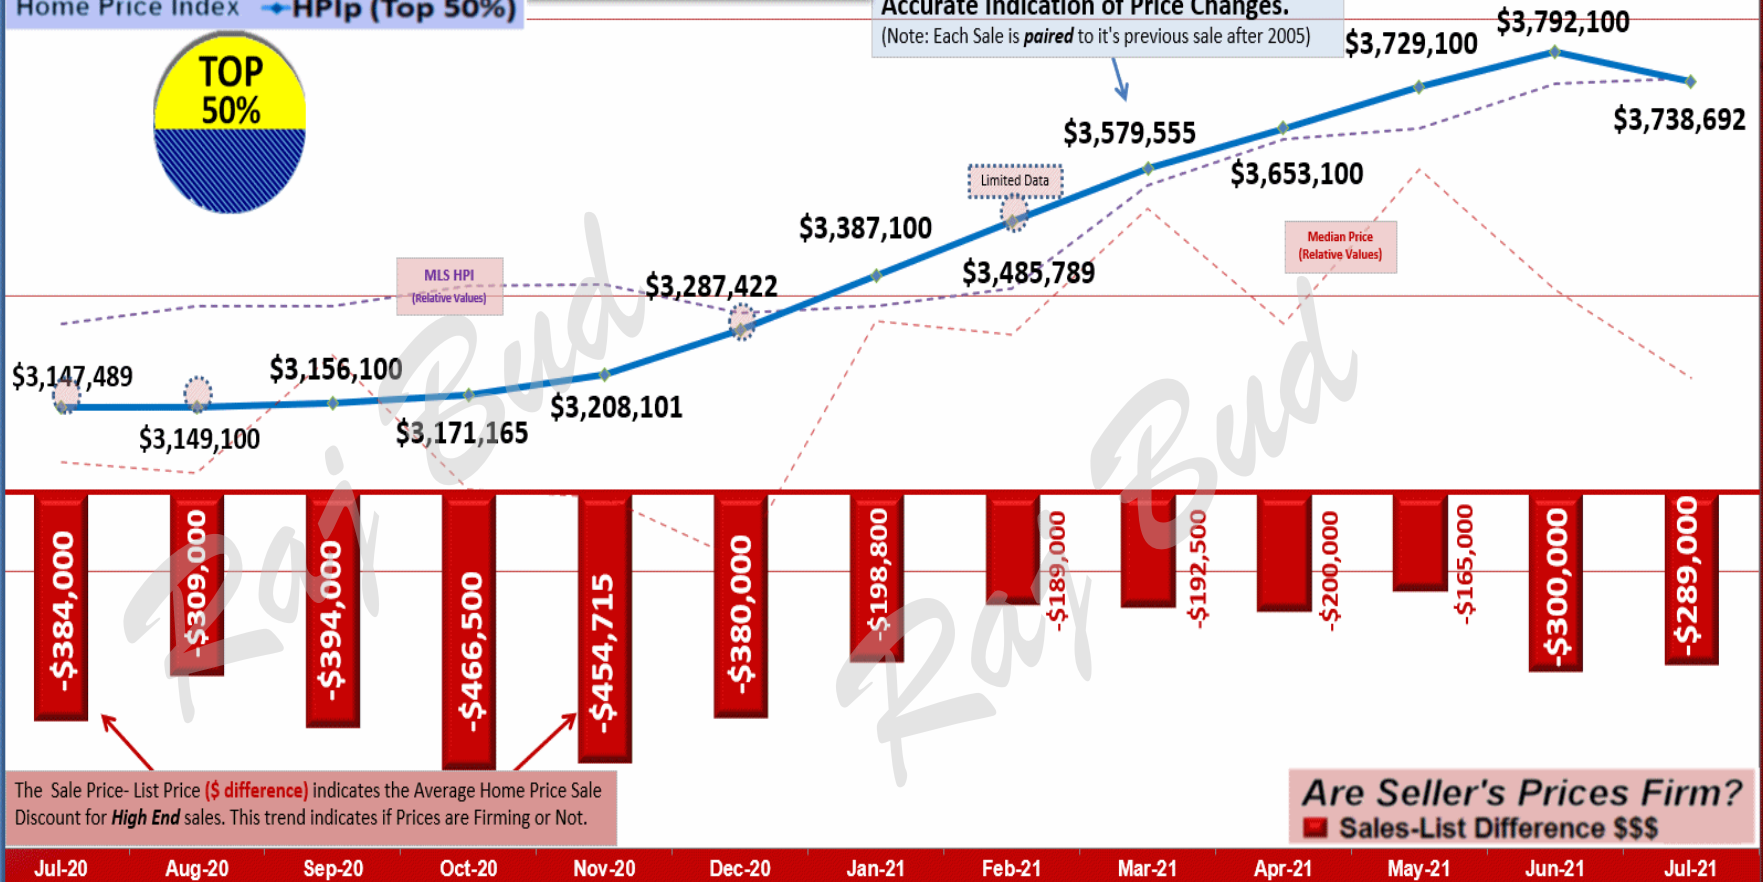 Home Price Index HPIp (Top 50%)
Accurate Indication of Price Changes.
(Note: Each Sale is paired to it's previous sale after 2005)
TOP
50%
$3,147,489
$3,149,100
$3,156,100
$3,171,165
$3,208,101
$3,287,422
$3,387,100
$3,485,789
$3,579,555
$3,653,100
$3,729,100
$3,792,100
$3,738,692
Limited Data
MLS HPI
(Relative Values)
Median Price
(Relative Values)
Raj Bud
Raj Bud
-$384,000
-$309,000
-$394,000
-$466,500
-$454,715
-$380,000
-$198,800
-$189,000
-$192,500
-$200,000
-$165,000
-$300,000
-$289,000
The Sale Price- List Price ($ difference) indicates the Average Home Price Sale
Discount for High End sales. This trend indicates if Prices are Firming or Not.
Are Seller's Prices Firm?
Sales-List Difference $$$
Jul-20 Aug-20 Sep-20 Oct-20 Nov-20 Dec-20 Jan-21 Feb-21 Mar-21 Apr-21 May-21 Jun-21 Jul-21